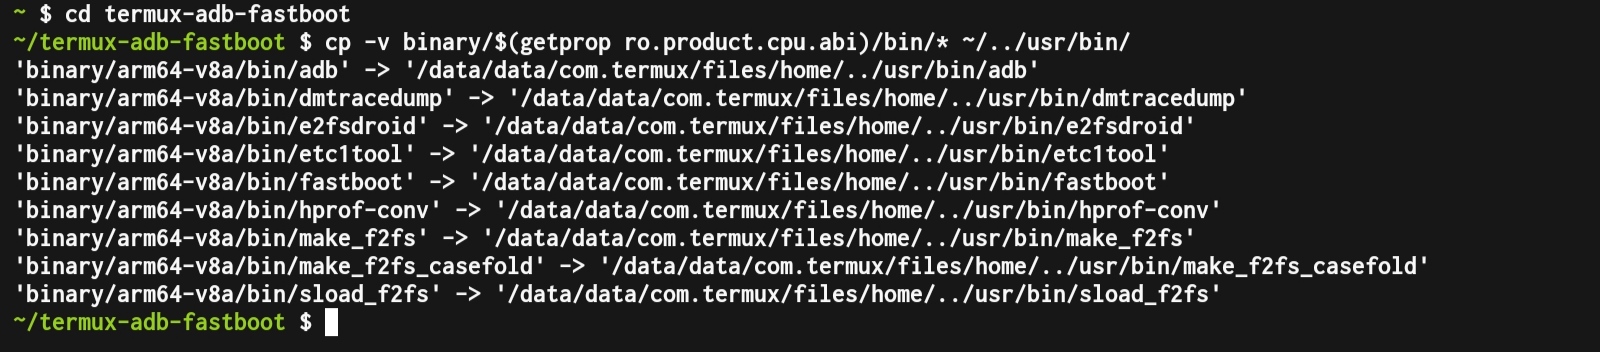 ~ $ cd termux-adb-fastboot
~/termux-adb-fastboot $ cp -v binary/$(getprop ro.product.cpu.abi)/bin/* ~/../usr/bin/
'binary/arm64-v8a/bin/adb' -> '/data/data/com.termux/files/home/../usr/bin/adb'
'binary/arm64-v8a/bin/dmtracedump' -> '/data/data/com.termux/files/home/../usr/bin/dmtracedump'
'binary/arm64-v8a/bin/e2fsdroid' -> '/data/data/com.termux/files/home/../usr/bin/e2fsdroid'
'binary/arm64-v8a/bin/etc1tool' -> '/data/data/com.termux/files/home/../usr/bin/etc1tool'
'binary/arm64-v8a/bin/fastboot' -> '/data/data/com.termux/files/home/../usr/bin/fastboot'
'binary/arm64-v8a/bin/hprof-conv' -> '/data/data/com.termux/files/home/../usr/bin/hprof-conv'
'binary/arm64-v8a/bin/make_f2fs' -> '/data/data/com.termux/files/home/../usr/bin/make_f2fs'
'binary/arm64-v8a/bin/make_f2fs_casefold' -> '/data/data/com.termux/files/home/../usr/bin/make_f2fs_casefold'
'binary/arm64-v8a/bin/sload_f2fs' -> '/data/data/com.termux/files/home/../usr/bin/sload_f2fs'
~/termux-adb-fastboot $